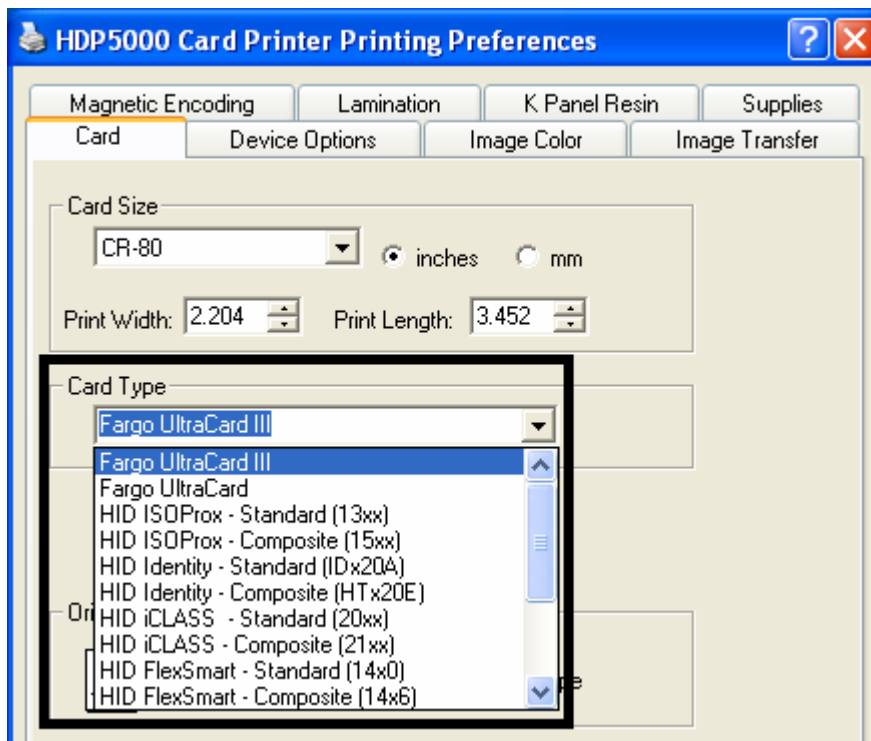 HDP5000 Card Printer Printing Preferences
Magnetic Encoding Lamination K Panel Resin Supplies
Card Device Options Image Color Image Transfer
Card Size
CR-80 inches mm
Print Width: 2.204 Print Length: 3.452
Card Type
Fargo UltraCard III
Fargo UltraCard III
Fargo UltraCard
HID ISOProx - Standard (13xx)
HID ISOProx - Composite (15xx)
HID Identity - Standard (IDx20A)
HID Identity - Composite (HTx20E)
HID iCLASS - Standard (20xx)
HID iCLASS - Composite (21xx)
HID FlexSmart - Standard (14x0)
HID FlexSmart - Composite (14x6)